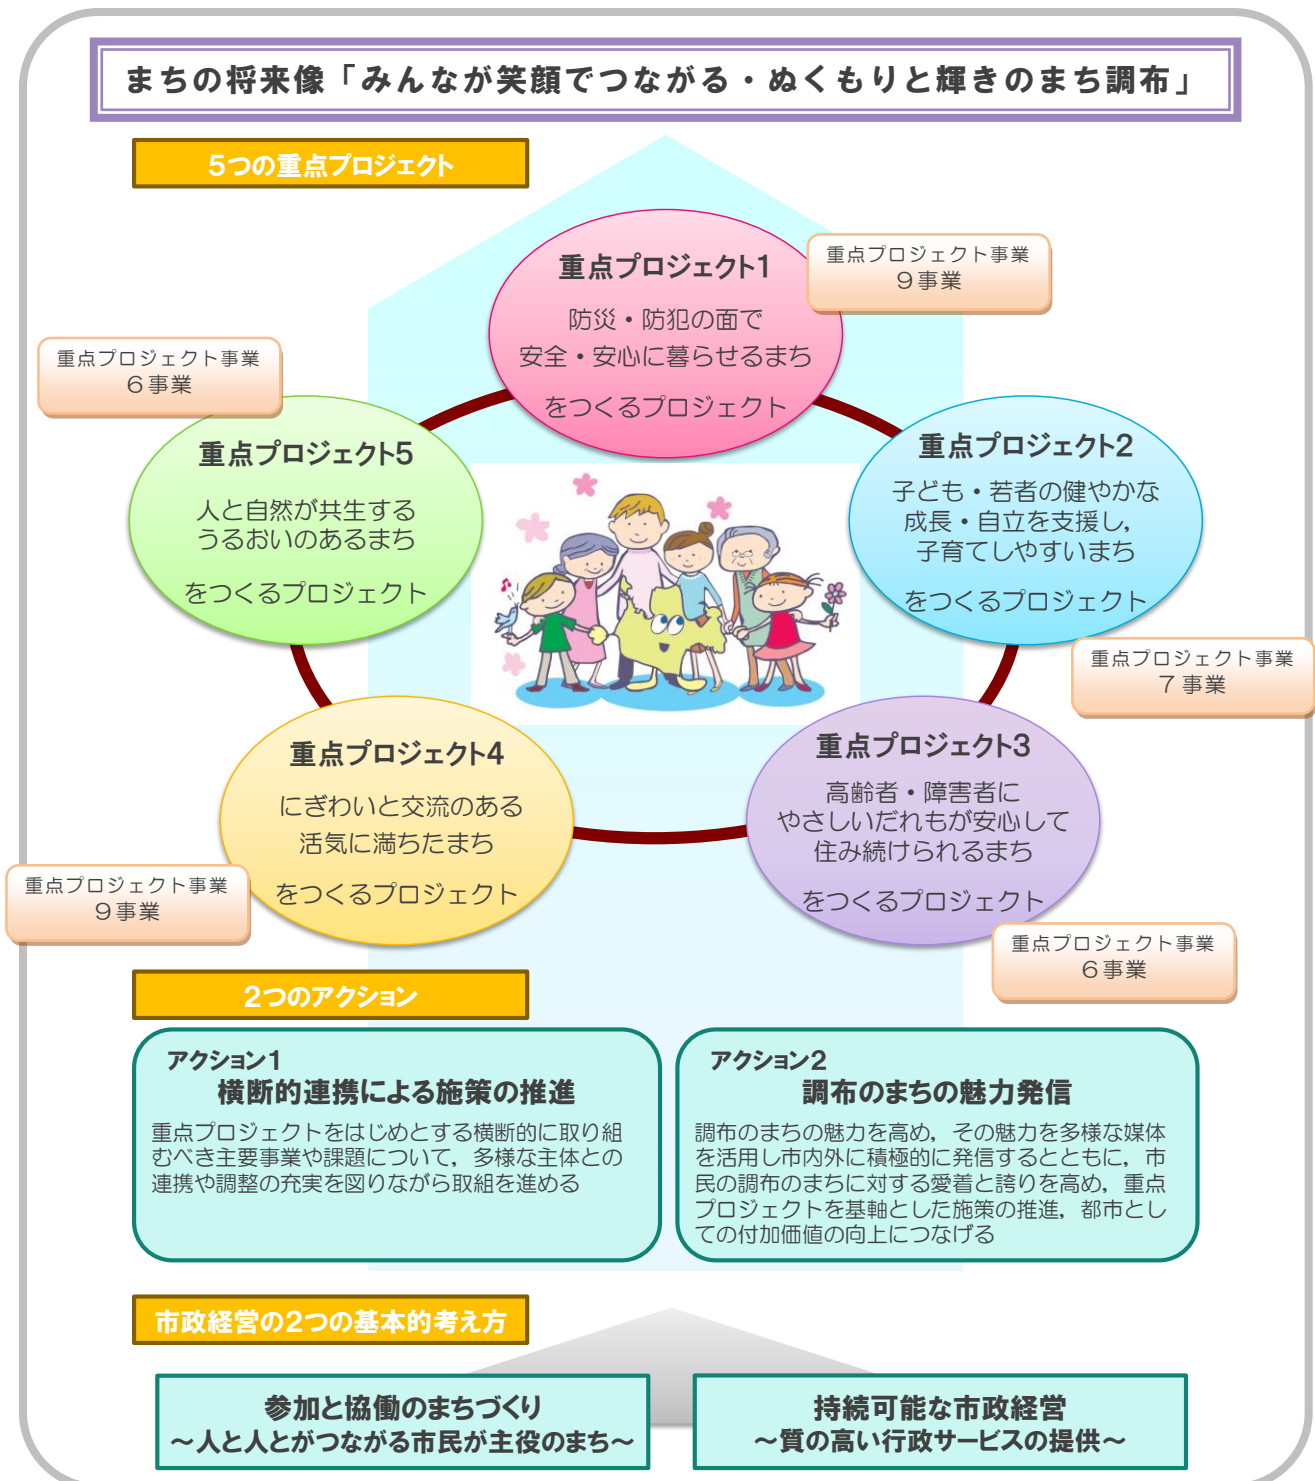 まちの将来像「みんなが笑顔でつながる・ぬくもりと輝きのまち調布」
5つの重点プロジェクト
重点プロジェクト1
防災・防犯の面で
安全・安心に暮らせるまち
をつくるプロジェクト
重点プロジェクト事業
9事業
重点プロジェクト2
子ども・若者の健やかな
成長・自立を支援し,
子育てしやすいまち
をつくるプロジェクト
重点プロジェクト事業
7事業
重点プロジェクト3
高齢者・障害者に
やさしいだれもが安心して
住み続けられるまち
をつくるプロジェクト
重点プロジェクト事業
6事業
重点プロジェクト4
にぎわいと交流のある
活気に満ちたまち
をつくるプロジェクト
重点プロジェクト事業
9事業
重点プロジェクト5
人と自然が共生する
うるおいのあるまち
をつくるプロジェクト
重点プロジェクト事業
6事業
2つのアクション
アクション1
横断的連携による施策の推進
重点プロジェクトをはじめとする横断的に取り組
むべき主要事業や課題について,多様な主体との
連携や調整の充実を図りながら取組を進める
アクション2
調布のまちの魅力発信
調布のまちの魅力を高め,その魅力を多様な媒体
を活用し市内外に積極的に発信するとともに,市
民の調布のまちに対する愛着と誇りを高め,重点
プロジェクトを基軸とした施策の推進,都市とし
ての付加価値の向上につなげる
市政経営の2つの基本的考え方
参加と協働のまちづくり
～人と人とがつながる市民が主役のまち～
持続可能な市政経営
～質の高い行政サービスの提供～